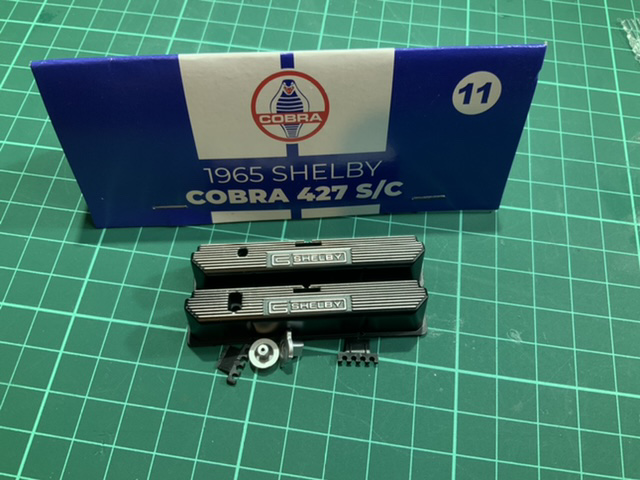 11
COBRA
1965 SHELBY
COBRA 427 S/C
SHELBY
SHELBY